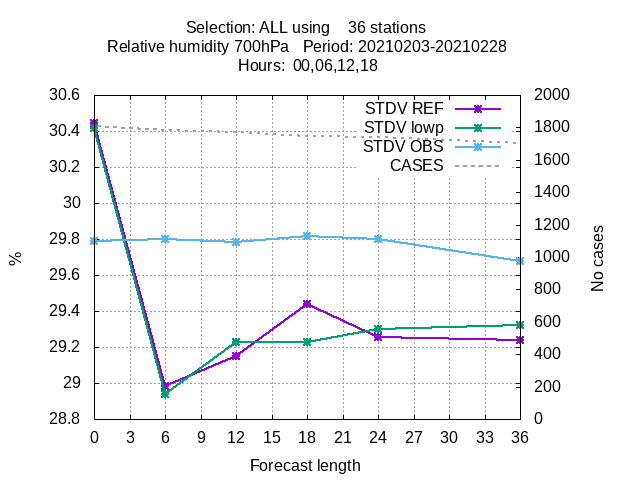 Selection: ALL using    36 stations
Relative humidity 700hPa   Period: 20210203-20210228
Hours:  00,06,12,18
STDV REF
STDV lowp
STDV OBS
CASES
30.6
30.4
30.2
30
29.8
29.6
29.4
29.2
29
28.8
%
2000
1800
1600
1400
1200
1000
800
600
400
200
0
No cases
0 3 6 9 12 15 18 21 24 27 30 33 36
Forecast length